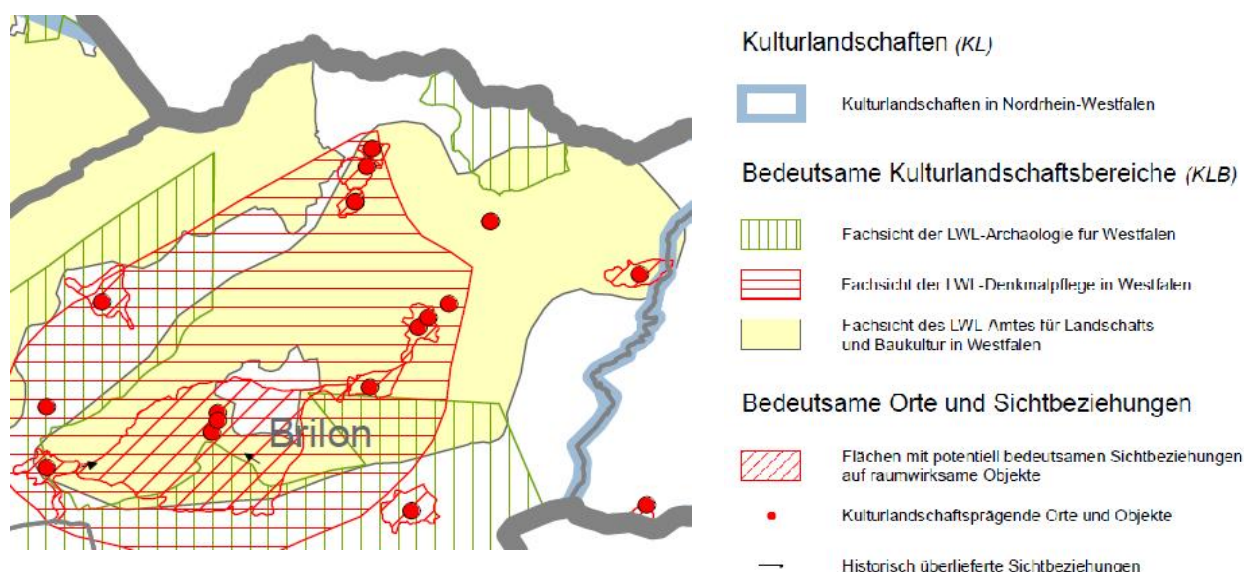 Brilon
Kulturlandschaften (KL)
Kulturlandschaften in Nordrhein-Westfalen
Bedeutsame Kulturlandschaftsbereiche (KLB)
Fachsicht der LWL-Archaologie fur Westfalen
Fachsicht der LWL-Denkmalpflege in Westfalen
Fachsicht des LWL Amtes für Landschafts
und Baukultur in Westfalen
Bedeutsame Orte und Sichtbeziehungen
Flächen mit potentiell bedeutsamen Sichtbeziehungen
auf raumwirksame Objekte
Kulturlandschaftsprägende Orte und Objekte
Historisch überlieferte Sichtbeziehungen